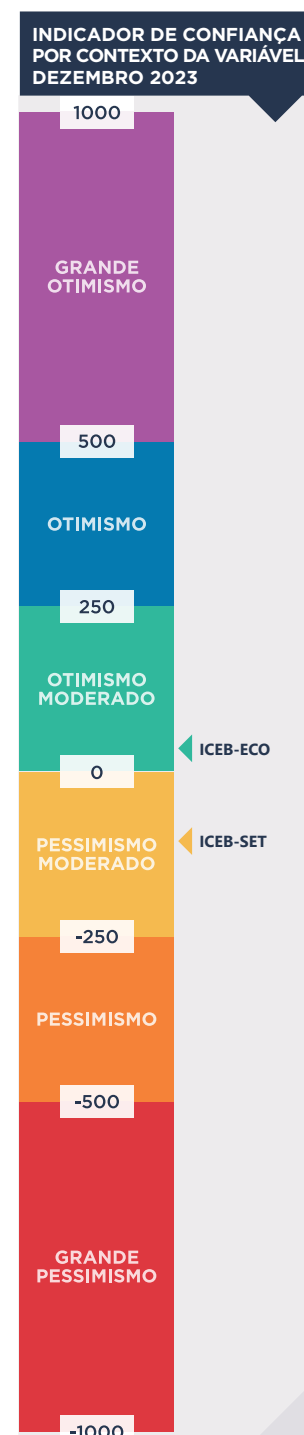 INDICADOR DE CONFIANÇA
POR CONTEXTO DA VARIÁVEL
DEZEMBRO 2023
1000
GRANDE
OTIMISMO
500
OTIMISMO
250
OTIMISMO
MODERADO
ICEB-ECO
0
PESSIMISMO
MODERADO
ICEB-SET
-250
PESSIMISMO
-500
GRANDE
PESSIMISMO
-1000